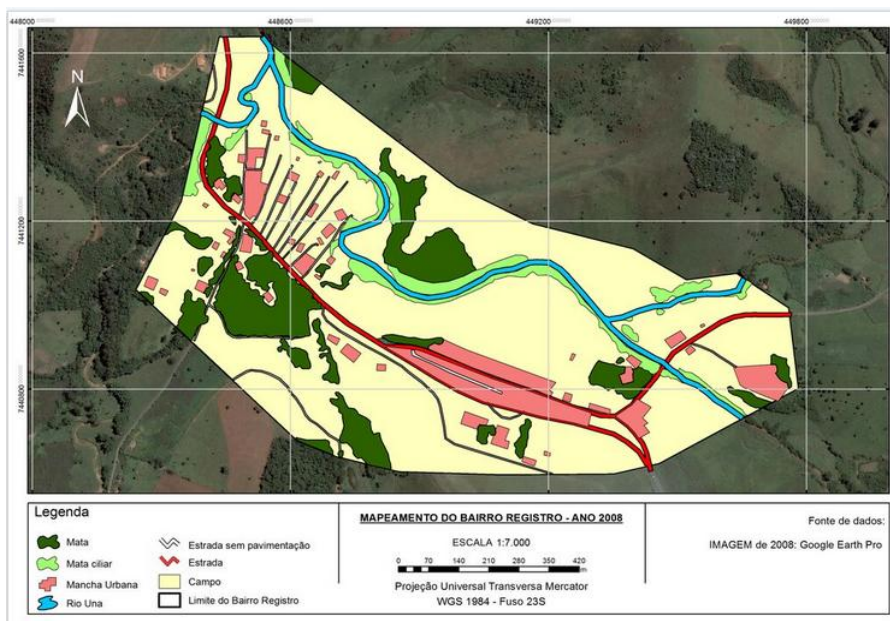 448000
448600
449200
449800
7441600
7441200
7440800
N
Legenda
Mata
Mata ciliar
Mancha Urbana
Rio Una
Estrada sem pavimentação
Estrada
Campo
Limite do Bairro Registro
MAPEAMENTO DO BAIRRO REGISTRO - ANO 2008
ESCALA 1:7.000
0 70 140 210 280 350 420
m
Projeção Universal Transversa Mercator
WGS 1984 - Fuso 23S
Fonte de dados:
IMAGEM de 2008: Google Earth Pro